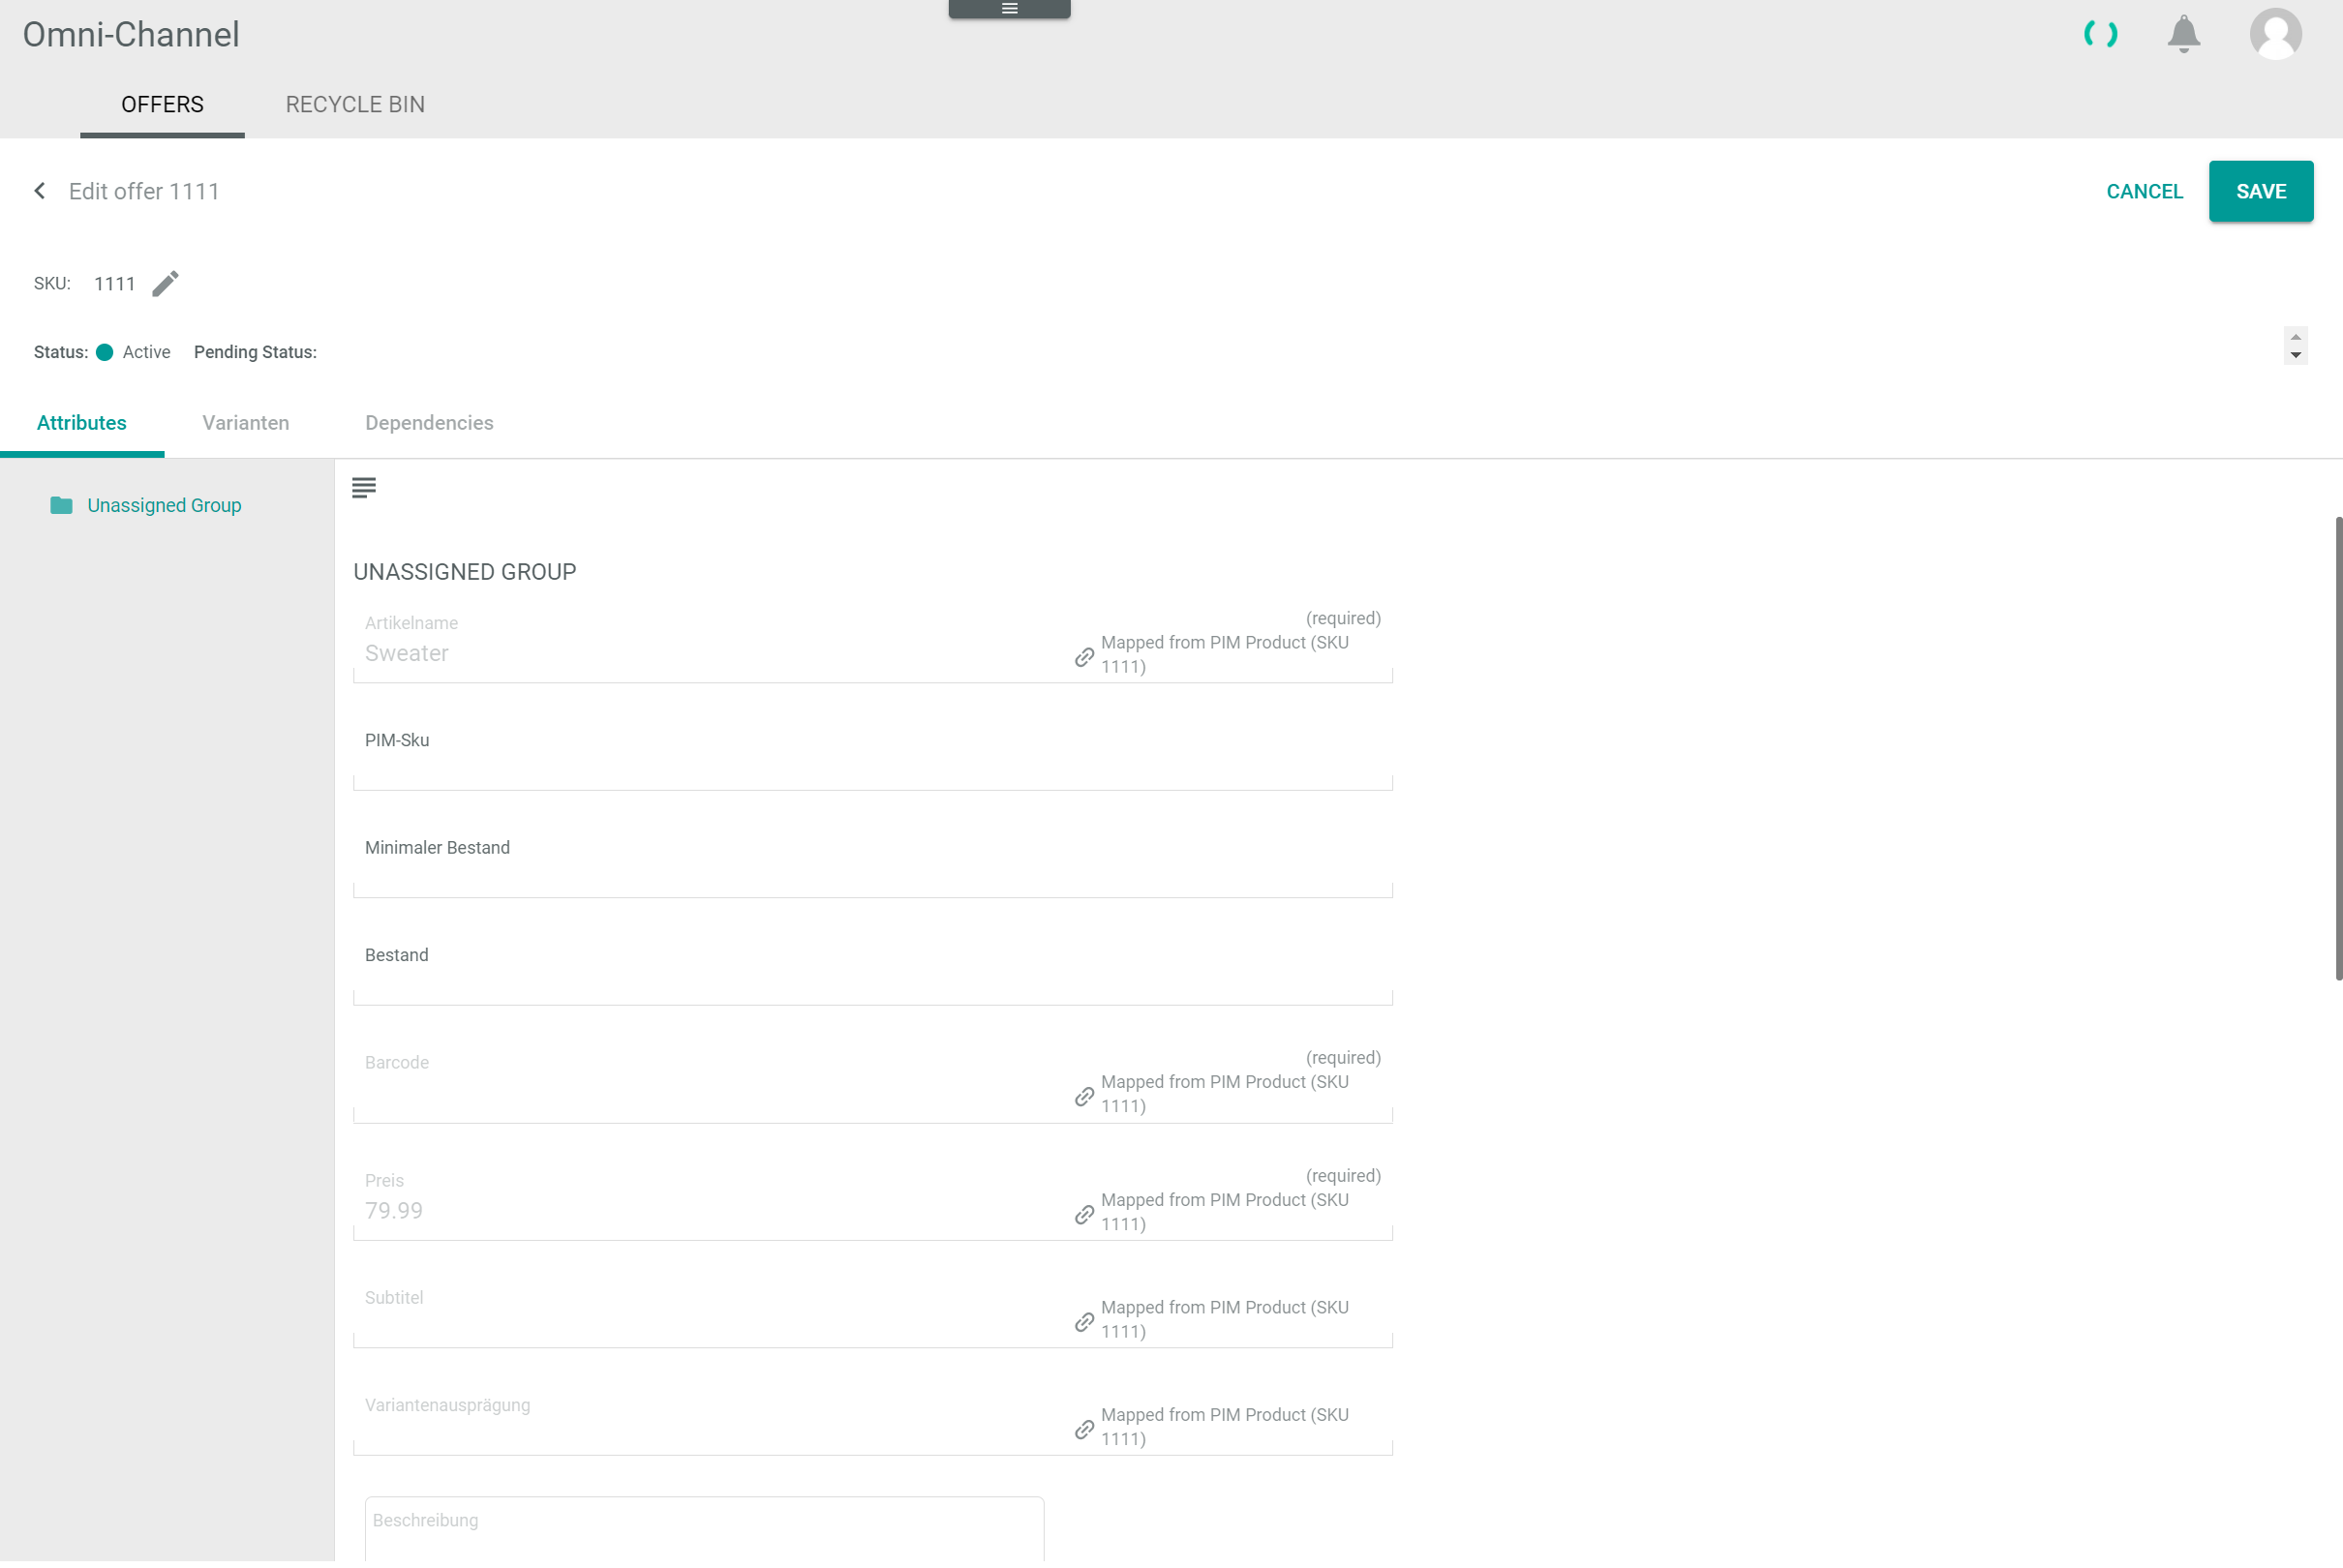 Omni-Channel
OFFERS RECYCLE BIN
Edit offer 1111
CANCEL SAVE
SKU: 1111
Status: Active Pending Status:
Attributes Varianten Dependencies
Unassigned Group
UNASSIGNED GROUP
Artikelname (required)
Sweater Mapped from PIM Product (SKU
1111)
PIM-Sku
Minimaler Bestand
Bestand
Barcode (required)
Mapped from PIM Product (SKU
1111)
Preis (required)
79.99 Mapped from PIM Product (SKU
1111)
Subtitel Mapped from PIM Product (SKU
1111)
Variantenausprägung Mapped from PIM Product (SKU
1111)
Beschreibung